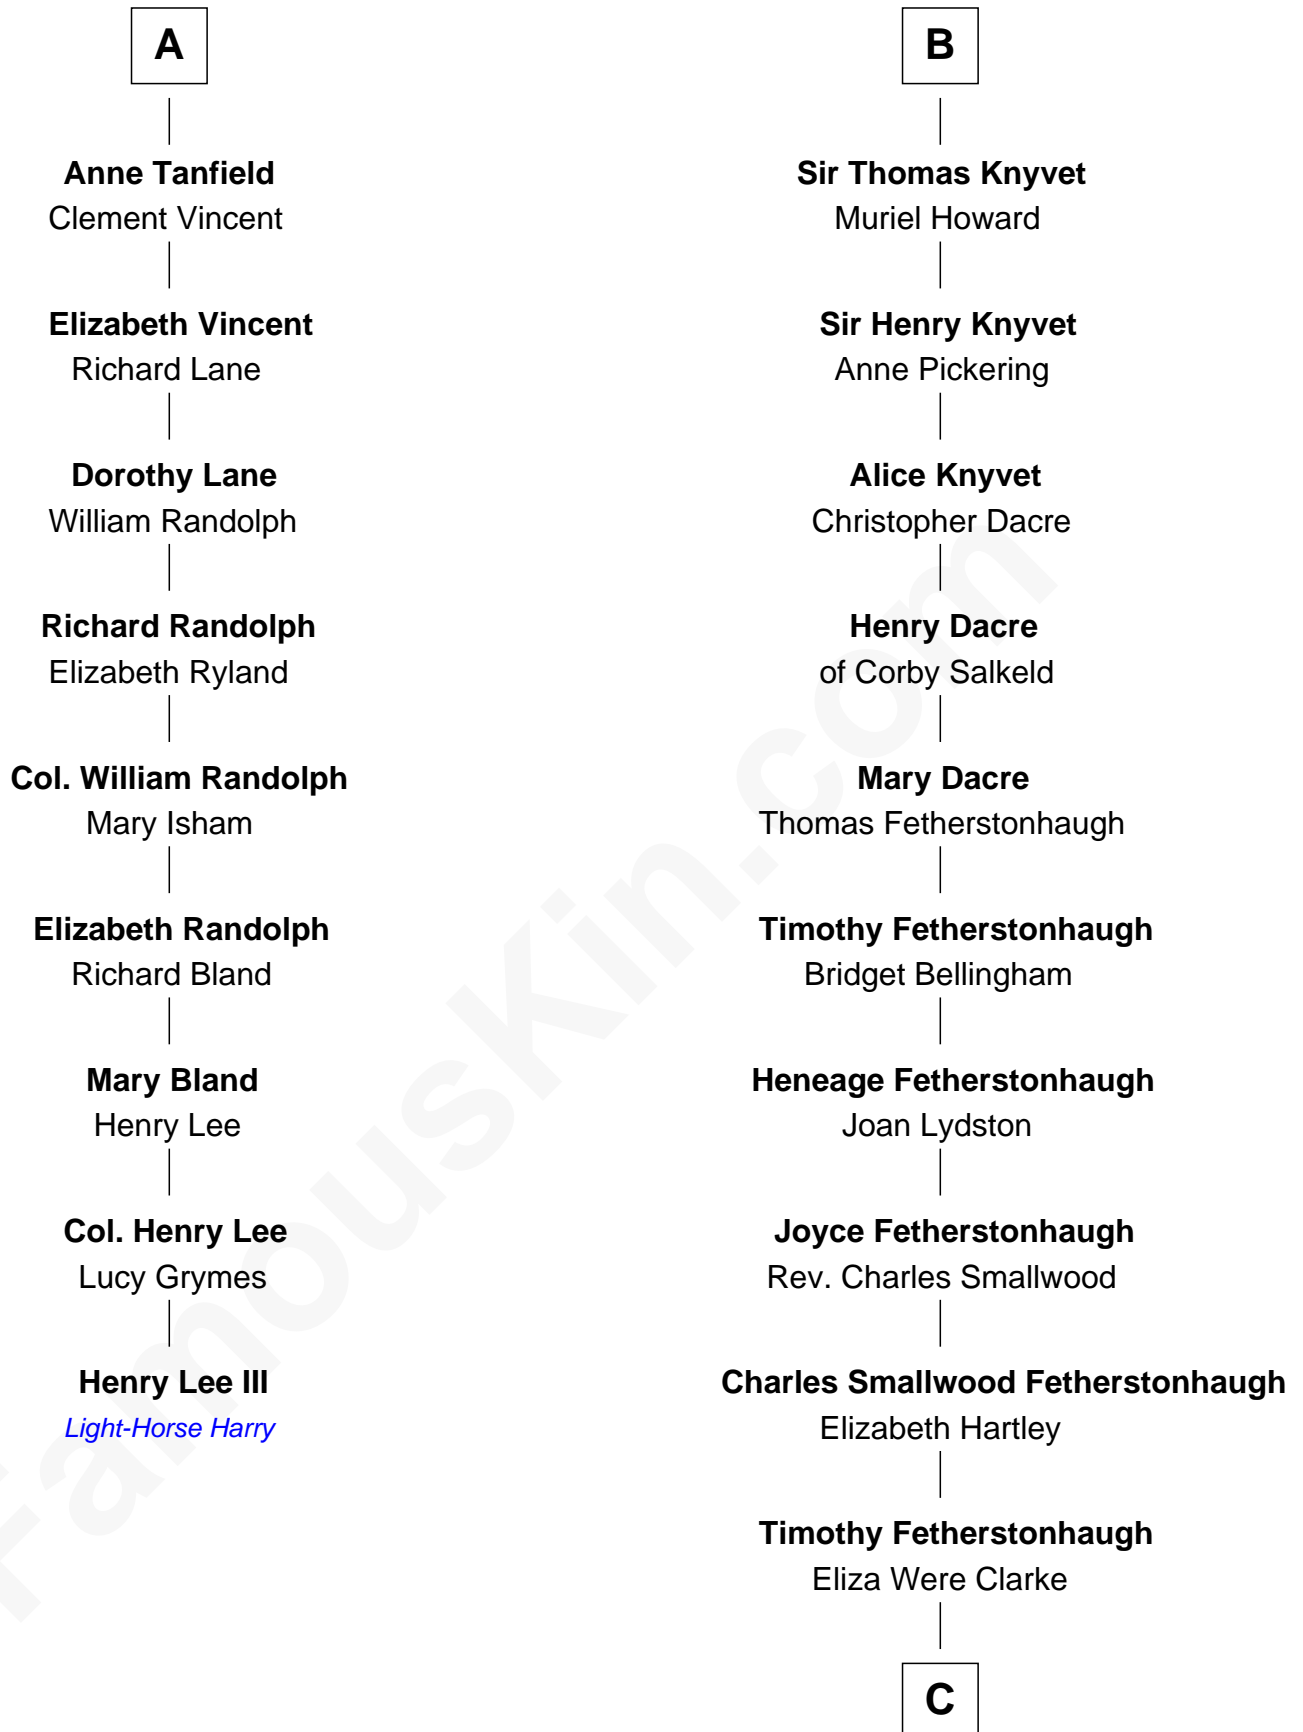 A
Anne Tanfield
Clement Vincent
Elizabeth Vincent
Richard Lane
Dorothy Lane
William Randolph
Richard Randolph
Elizabeth Ryland
Col. William Randolph
Mary Isham
Elizabeth Randolph
Richard Bland
Mary Bland
Henry Lee
Col. Henry Lee
Lucy Grymes
Henry Lee III
Light-Horse Harry
B
Sir Thomas Knyvet
Muriel Howard
Sir Henry Knyvet
Anne Pickering
Alice Knyvet
Christopher Dacre
Henry Dacre
of Corby Salkeld
Mary Dacre
Thomas Fetherstonhaugh
Timothy Fetherstonhaugh
Bridget Bellingham
Heneage Fetherstonhaugh
Joan Lydston
Joyce Fetherstonhaugh
Rev. Charles Smallwood
Charles Smallwood Fetherstonhaugh
Elizabeth Hartley
Timothy Fetherstonhaugh
Eliza Were Clarke
C
FamousKin.com